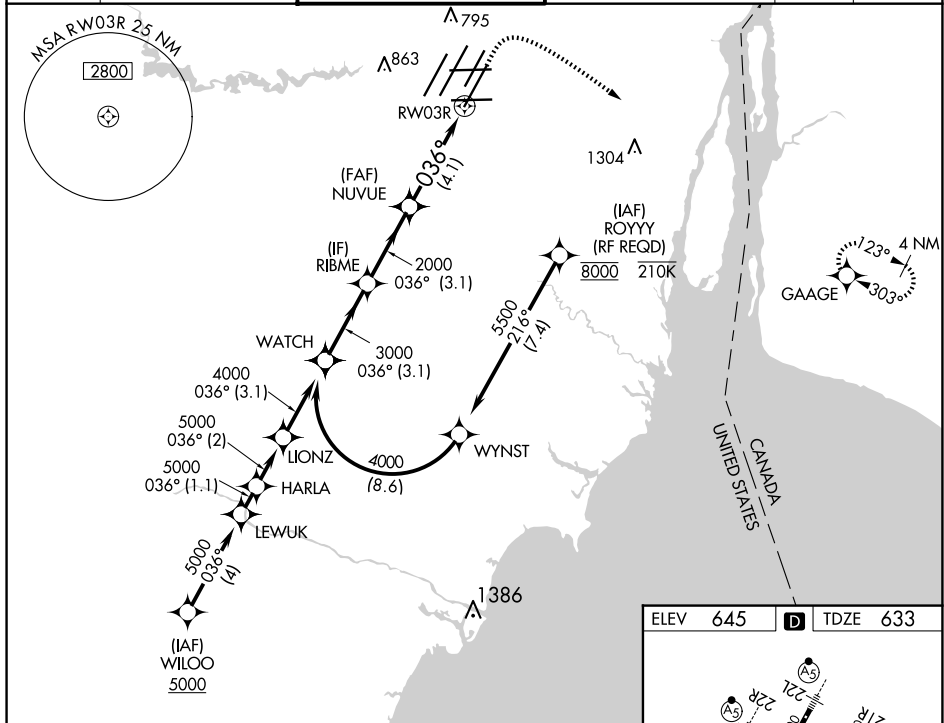 MSA RW03R 25 NM
2800
795
863
RW03R
1304
036°
(4.1)
(FAF)
NUVUE
(IAF)
ROYYY
(RF REQD)
8000 210K
123°
4 NM
303°
GAAGE
(IF)
RIBME
2000
036° (3.1)
5500
216°
(7.4)
WATCH
3000
036° (3.1)
4000
036° (3.1)
5000
036° (2)
LIONZ
WYNST
4000
(8.6)
5000
036° (1.1)
HARLA
LEWUK
CANADA
UNITED STATES
5000
036°
(4)
1386
(IAF)
WILOO
5000
ELEV 645 D TDZE 633
A5
22L
A5
22R